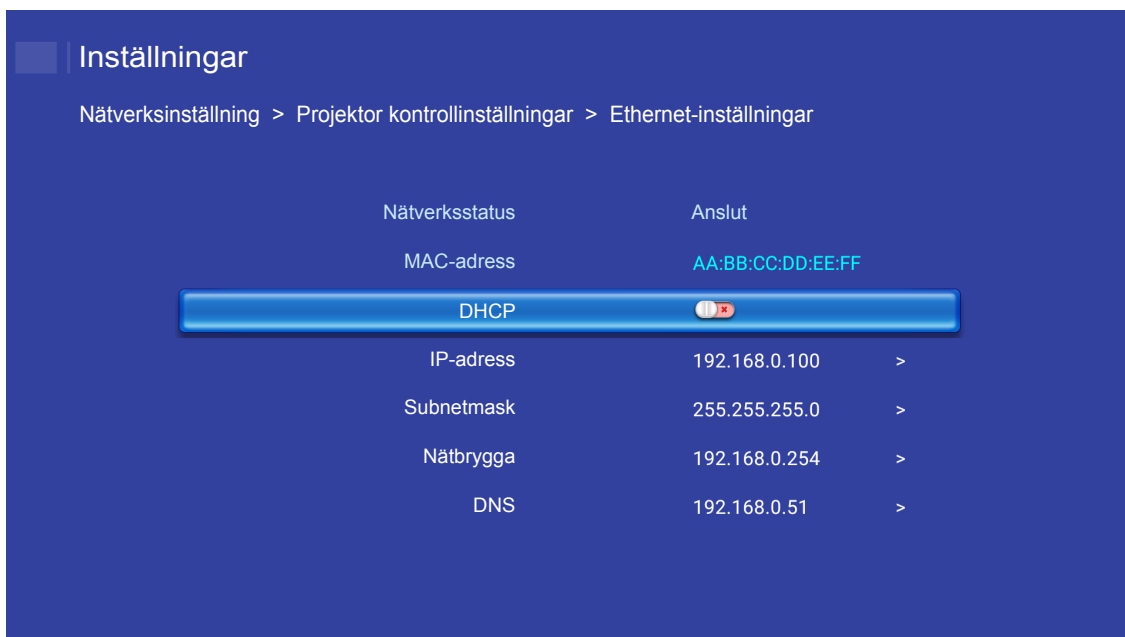 Inställningar
Nätverksinställning > Projektor kontrollinställningar > Ethernet-inställningar
Nätverksstatus Anslut
MAC-adress AA:BB:CC:DD:EE:FF
DHCP
IP-adress 192.168.0.100 >
Subnetmask 255.255.255.0 >
Nätbrygga 192.168.0.254 >
DNS 192.168.0.51 >